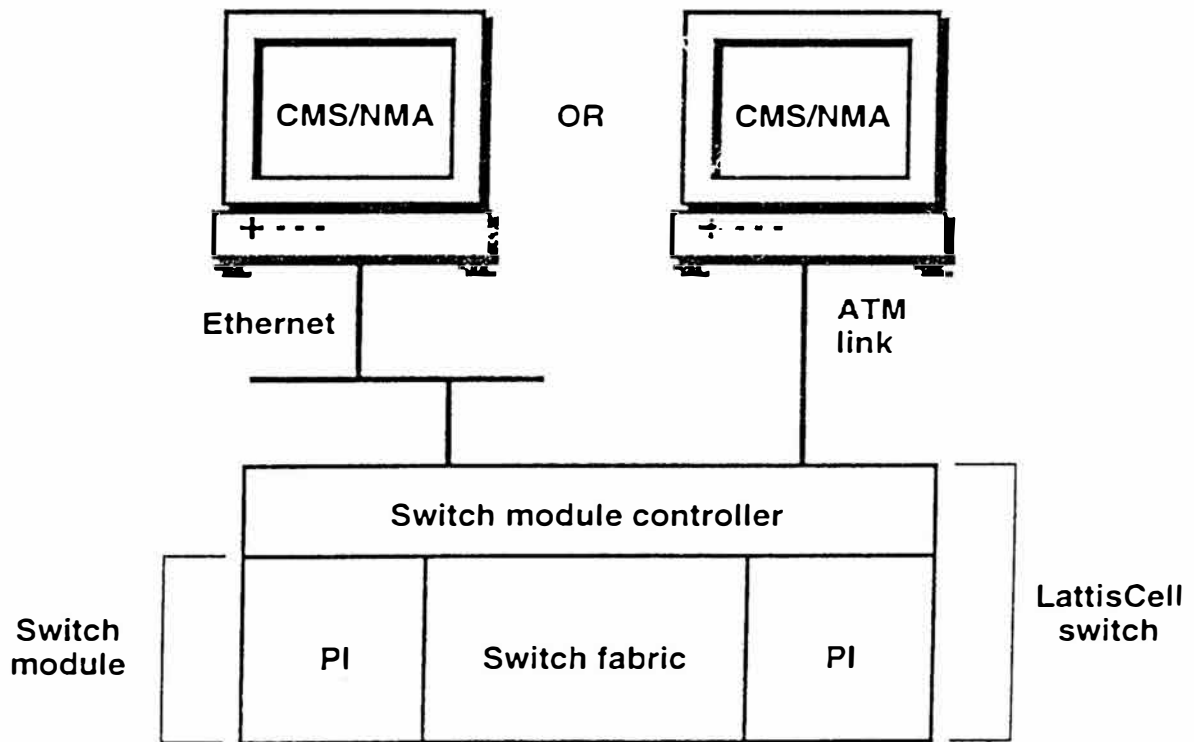 CMS/NMA
OR
CMS/NMA
Ethernet
ATM
link
Switch module controller
Switch
module
PI
Switch fabric
PI
LattisCell
switch